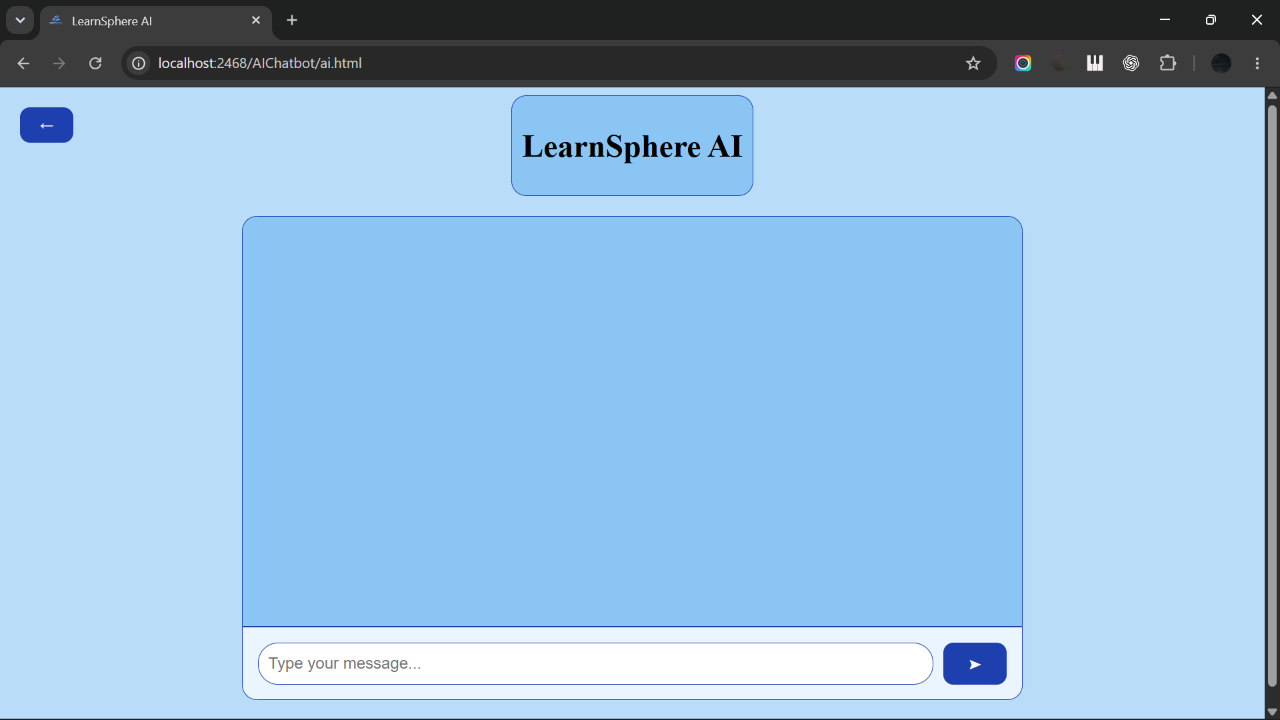 LearnSphere AI
localhost:2468/AIChatbot/ai.html
←
LearnSphere AI
Type your message...
➤